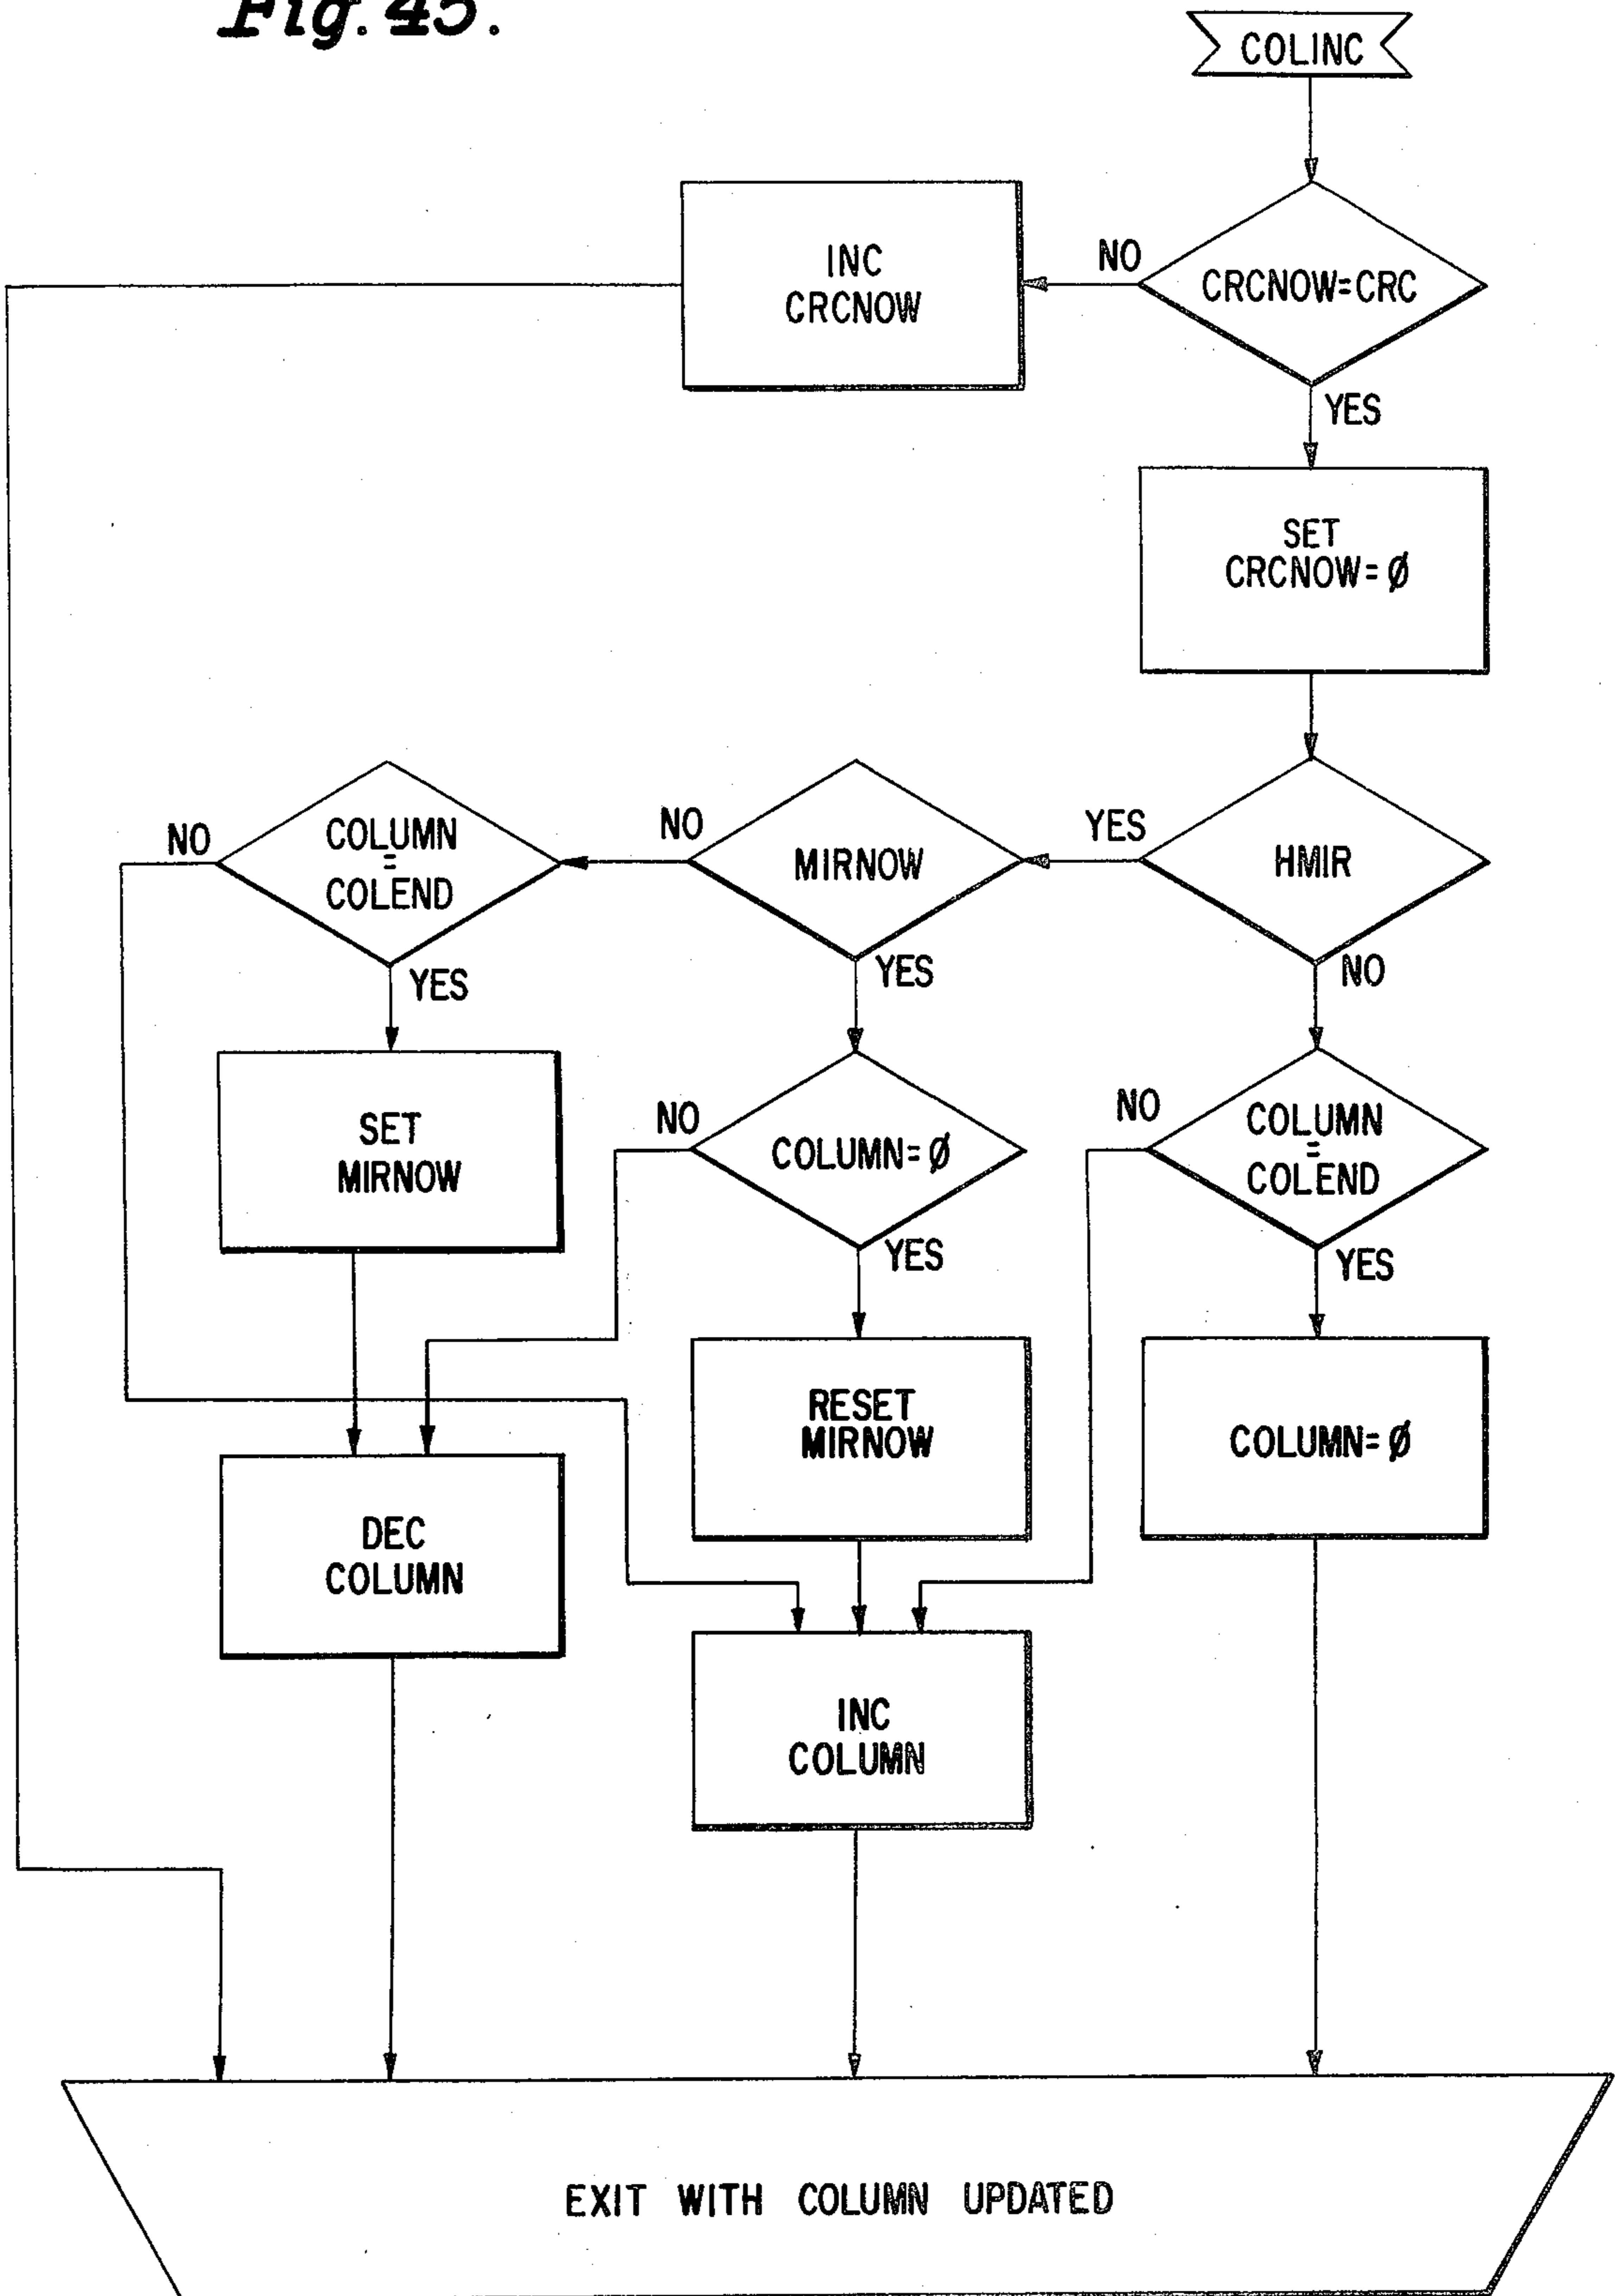 Fig. 45.
COLINC
INC
CRCNOW
NO
CRCNOW=CRC
YES
SET
CRCNOW=Ø
NO
COLUMN
=
COLEND
NO
MIRNOW
YES
HMIR
YES
YES
NO
SET
MIRNOW
NO
COLUMN=Ø
NO
COLUMN
=
COLEND
YES
YES
RESET
MIRNOW
COLUMN=Ø
DEC
COLUMN
INC
COLUMN
EXIT WITH COLUMN UPDATED